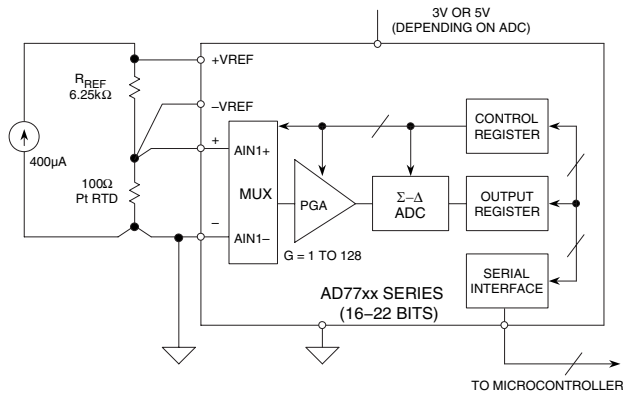 3V OR 5V
(DEPENDING ON ADC)
+VREF
RREF
6.25kΩ
–VREF
+
AIN1+
MUX
PGA
Σ–Δ
ADC
CONTROL
REGISTER
400μA
100Ω
Pt RTD
OUTPUT
REGISTER
–
AIN1–
G = 1 TO 128
SERIAL
INTERFACE
AD77xx SERIES
(16–22 BITS)
TO MICROCONTROLLER